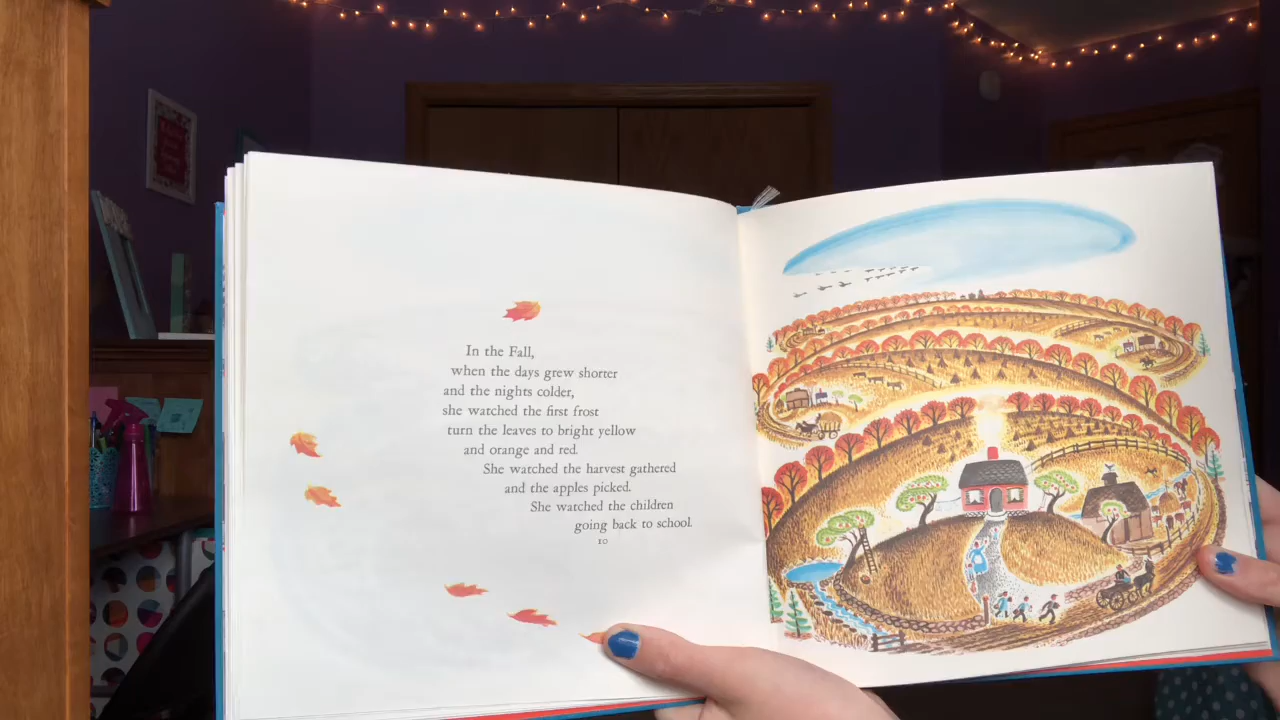 In the Fall,
when the days grew shorter
and the nights colder,
she watched the first frost
turn the leaves to bright yellow
and orange and red.
She watched the harvest gathered
and the apples picked.
She watched the children
going back to school.
10